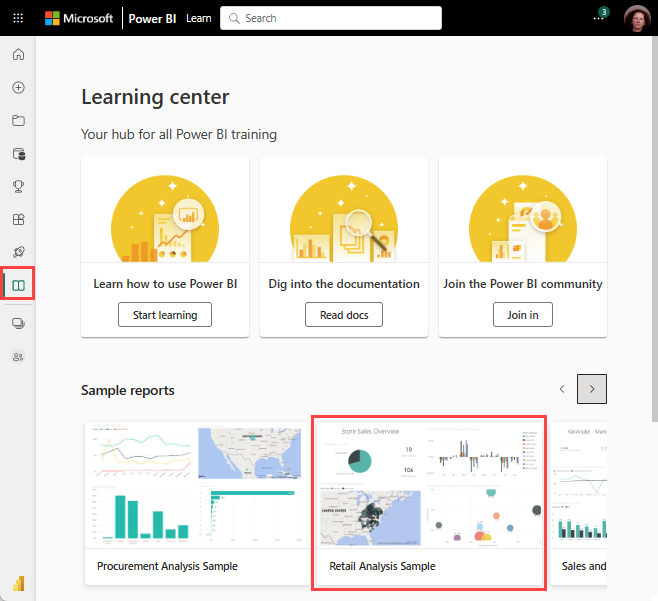 Microsoft Power BI Learn Search 3
Learning center
Your hub for all Power BI training
Learn how to use Power BI Dig into the documentation Join the Power BI community
Start learning Read docs Join in
Sample reports
Store Sales Overview
10
104
UNITED STATES
Procurement Analysis Sample Retail Analysis Sample Sales and